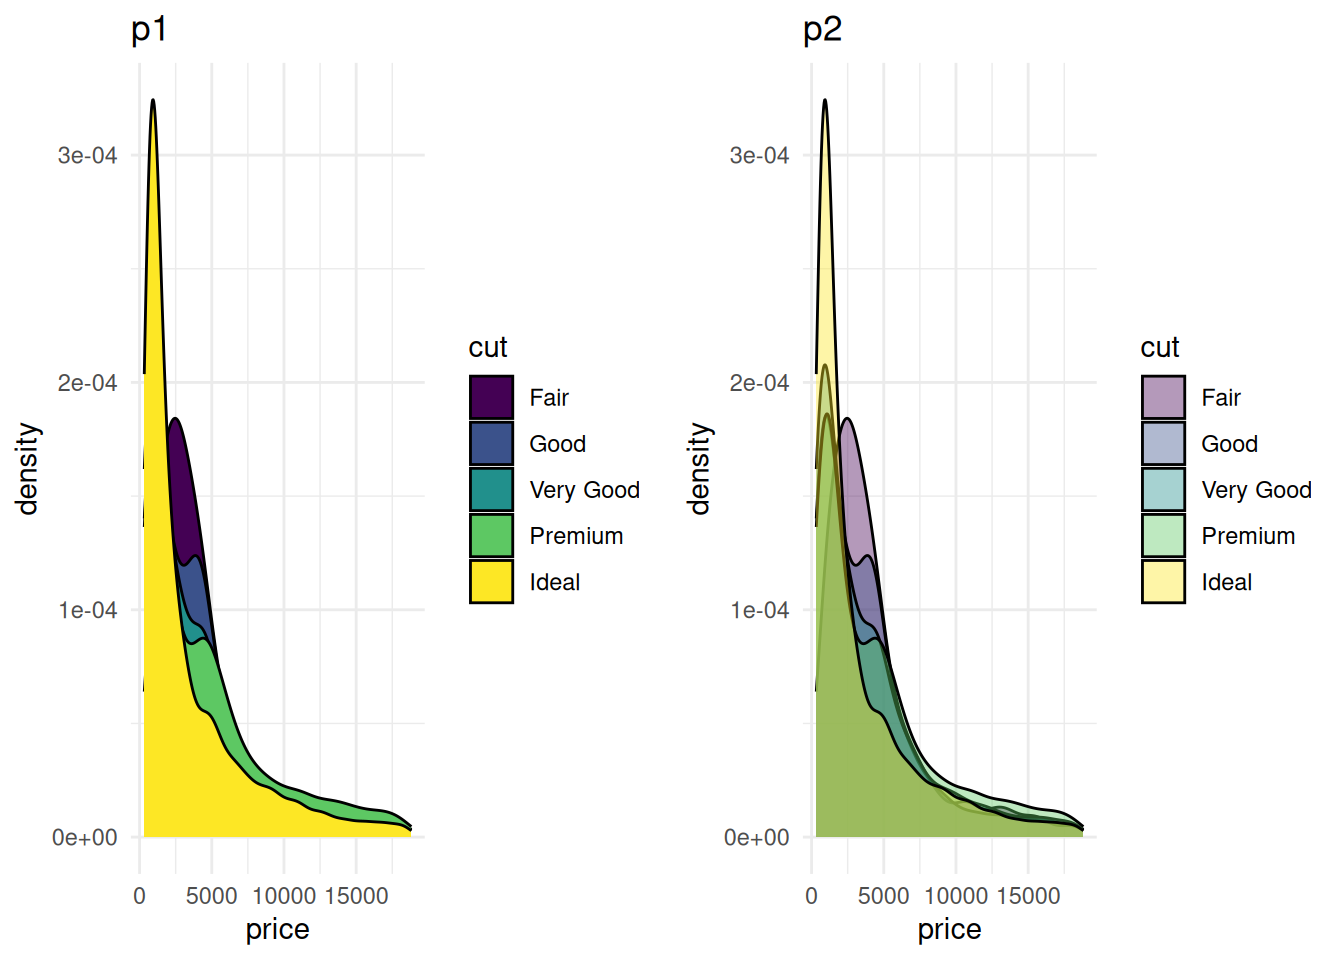 p1
3e-04
2e-04
1e-04
0e+00
density
0 5000 10000 15000
price
cut
Fair
Good
Very Good
Premium
Ideal
p2
3e-04
2e-04
1e-04
0e+00
density
0 5000 10000 15000
price
cut
Fair
Good
Very Good
Premium
Ideal